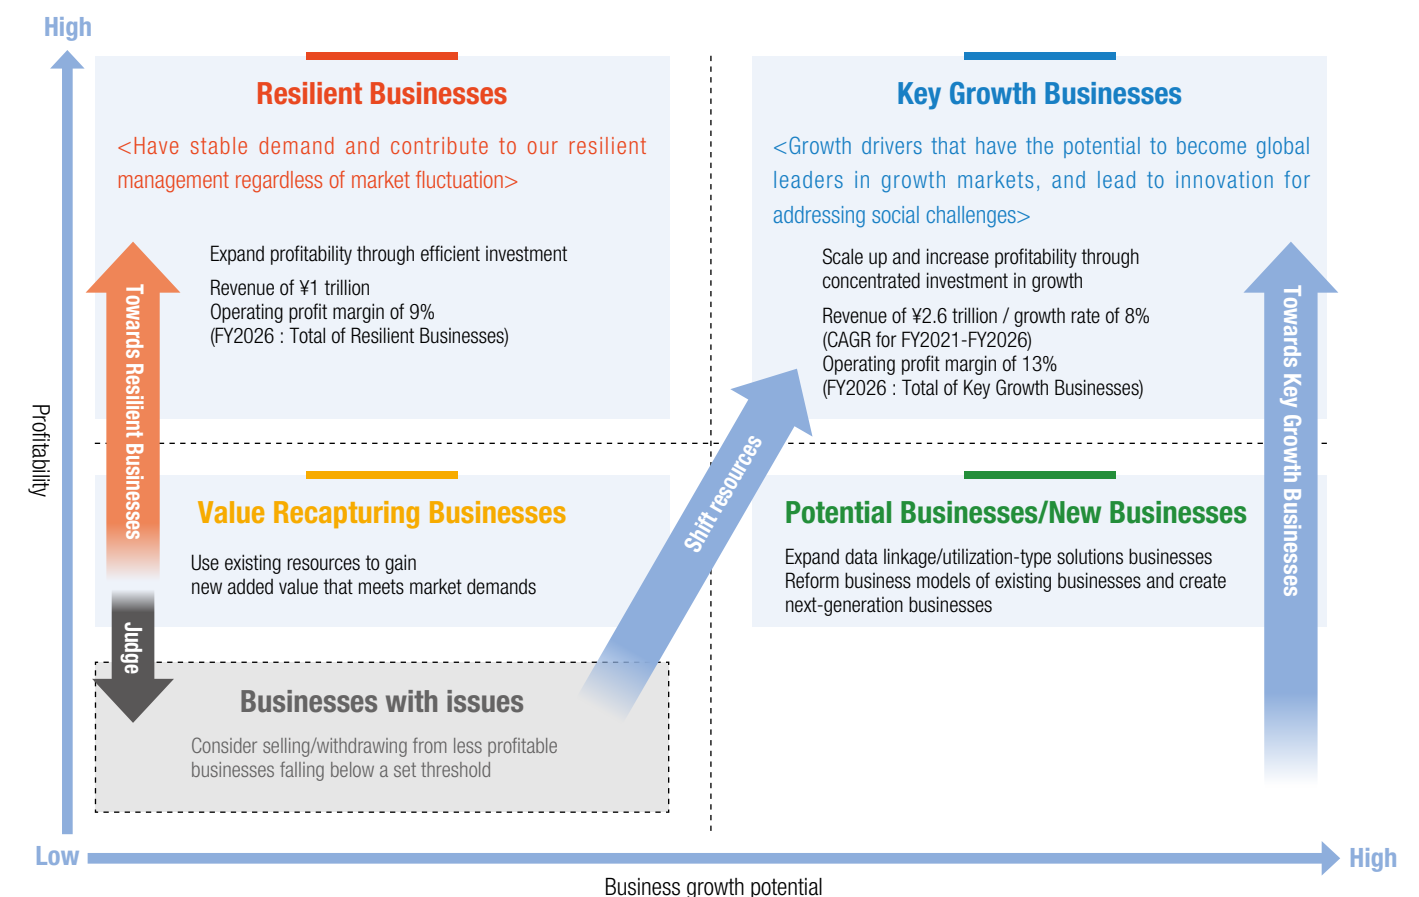 High
Resilient Businesses
<Have stable demand and contribute to our resilient
management regardless of market fluctuation>
Expand profitability through efficient investment
Revenue of ¥1 trillion
Operating profit margin of 9%
(FY2026 : Total of Resilient Businesses)
Key Growth Businesses
<Growth drivers that have the potential to become global
leaders in growth markets, and lead to innovation for
addressing social challenges>
Scale up and increase profitability through
concentrated investment in growth
Revenue of ¥2.6 trillion / growth rate of 8%
(CAGR for FY2021-FY2026)
Operating profit margin of 13%
(FY2026 : Total of Key Growth Businesses)
Towards Resilient Businesses
Towards Key Growth Businesses
Profitability
Shift resources
Value Recapturing Businesses
Use existing resources to gain
new added value that meets market demands
Potential Businesses/New Businesses
Expand data linkage/utilization-type solutions businesses
Reform business models of existing businesses and create
next-generation businesses
Judge
Businesses with issues
Consider selling/withdrawing from less profitable
businesses falling below a set threshold
Low
High
Business growth potential